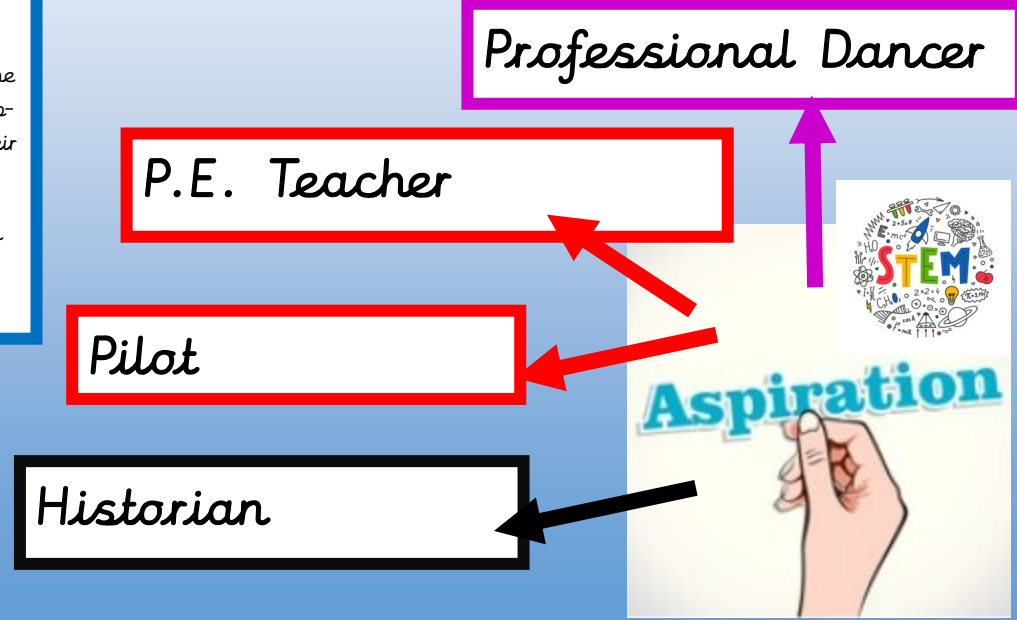 Professional Dancer
P.E. Teacher
Pilot
Historian
STEM
Aspiration